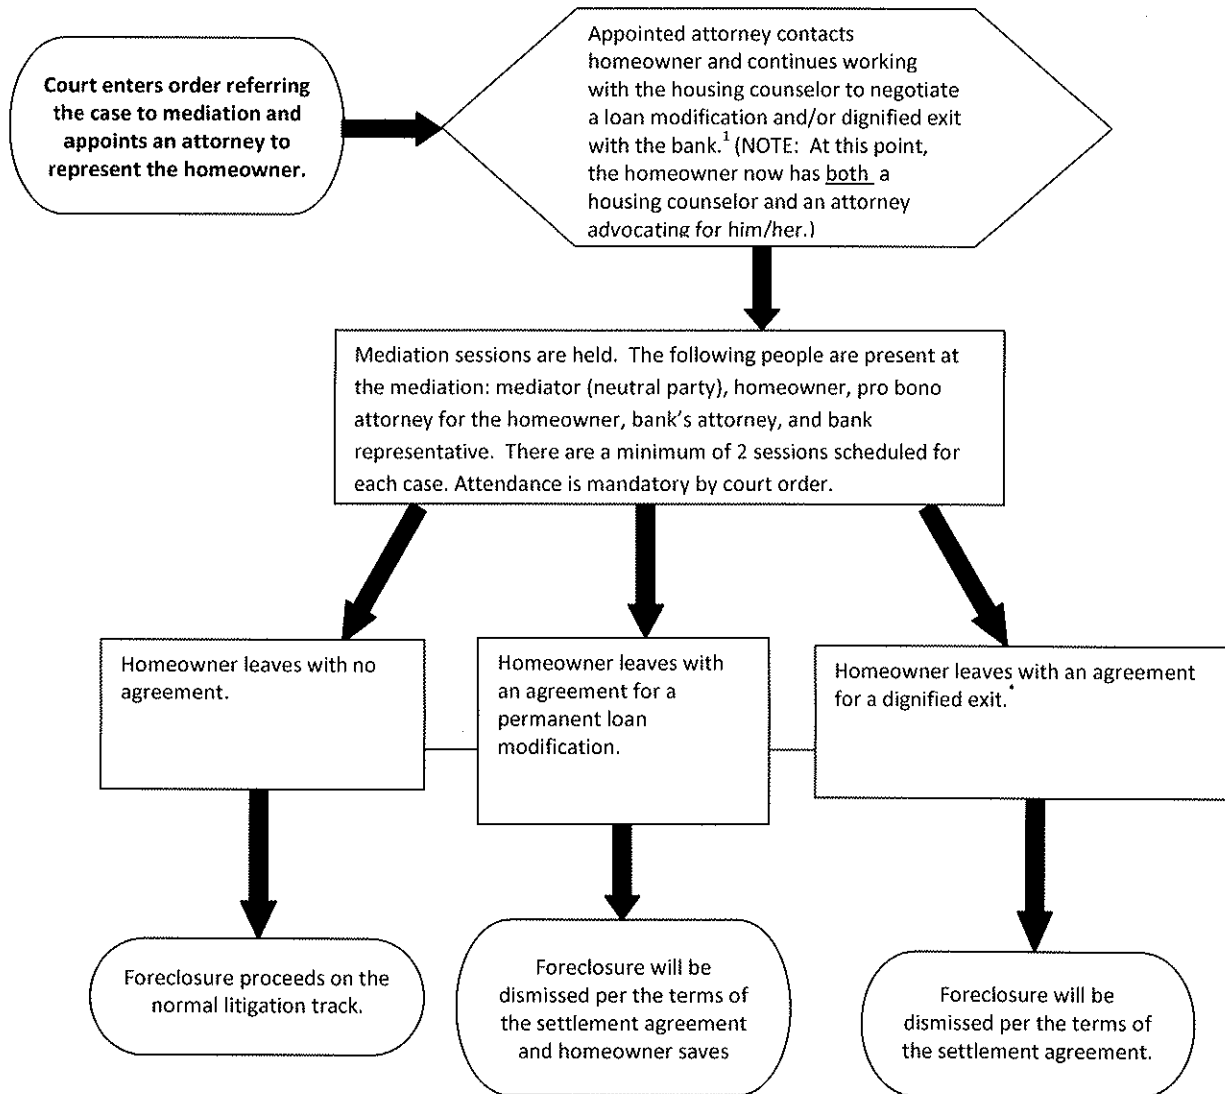 Court enters order referring
the case to mediation and
appoints an attorney to
represent the homeowner.
Appointed attorney contacts
homeowner and continues working
with the housing counselor to negotiate
a loan modification and/or dignified exit
with the bank.¹ (NOTE: At this point,
the homeowner now has both a
housing counselor and an attorney
advocating for him/her.)
Mediation sessions are held. The following people are present at
the mediation: mediator (neutral party), homeowner, pro bono
attorney for the homeowner, bank's attorney, and bank
representative. There are a minimum of 2 sessions scheduled for
each case. Attendance is mandatory by court order.
Homeowner leaves with no
agreement.
Homeowner leaves with
an agreement for a
permanent loan
modification.
Homeowner leaves with an agreement
for a dignified exit.*
Foreclosure proceeds on the
normal litigation track.
Foreclosure will be
dismissed per the terms of
the settlement agreement
and homeowner saves
Foreclosure will be
dismissed per the terms of
the settlement agreement.